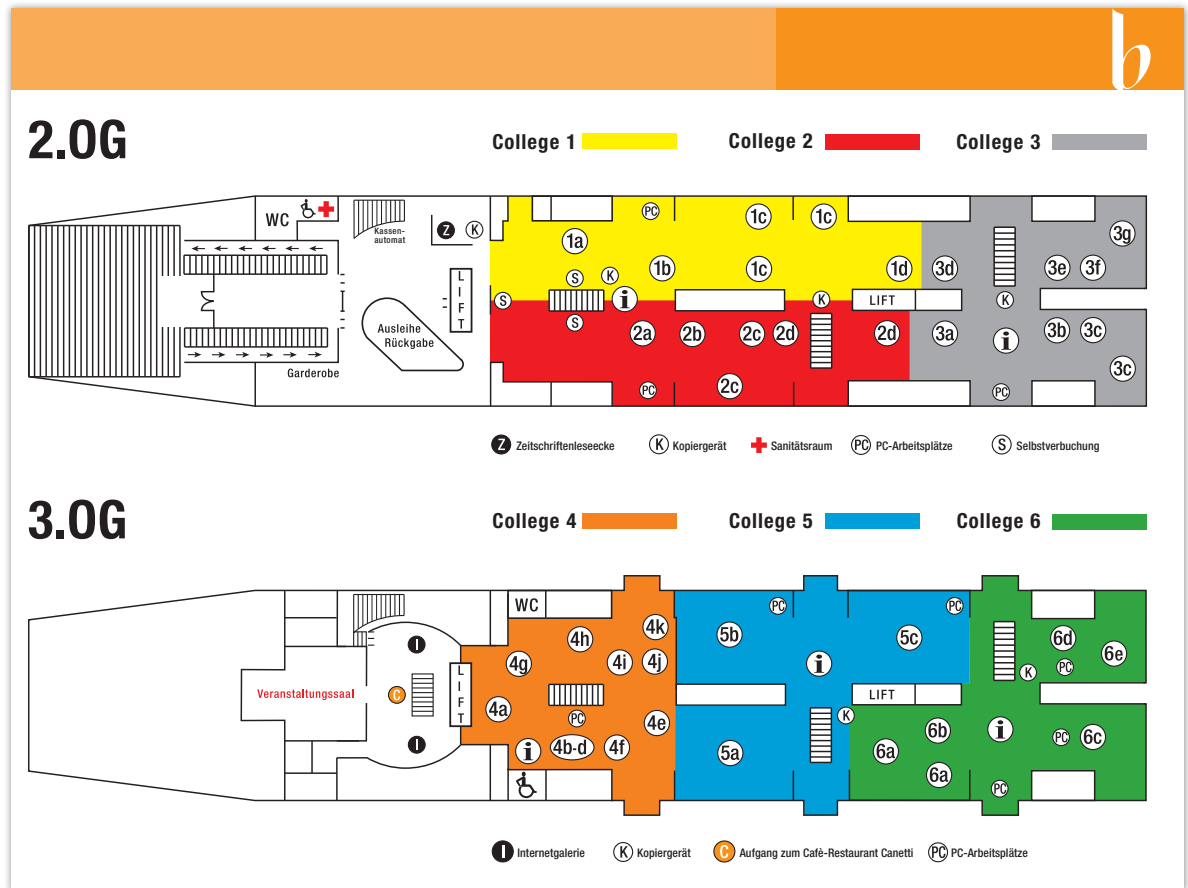 b
2.OG
College 1
College 2
College 3
WC
Kassen-
automat
Z
K
LIFT
Ausleihe
Rückgabe
Garderobe
PC
1c
1c
1a
1b
1c
1d
S
K
S
S
i
K
LIFT
2a
2b
2c
2d
2d
2c
PC
3g
3d
3e
3f
K
3a
i
3b
3c
3c
PC
Z Zeitschriftenleseecke
K Kopiergerät
Sanitätsraum
PC PC-Arbeitsplätze
S Selbstverbuchung
3.OG
College 4
College 5
College 6
Veranstaltungssaal
I
C
I
LIFT
WC
4h
4k
4g
4i
4j
4a
PC
4e
i
4b-d
4f
PC
PC
5b
5c
i
LIFT
K
5a
6d
6e
K
PC
6b
i
PC
6c
6a
6a
PC
I Internetgalerie
K Kopiergerät
C Aufgang zum Cafè-Restaurant Canetti
PC PC-Arbeitsplätze